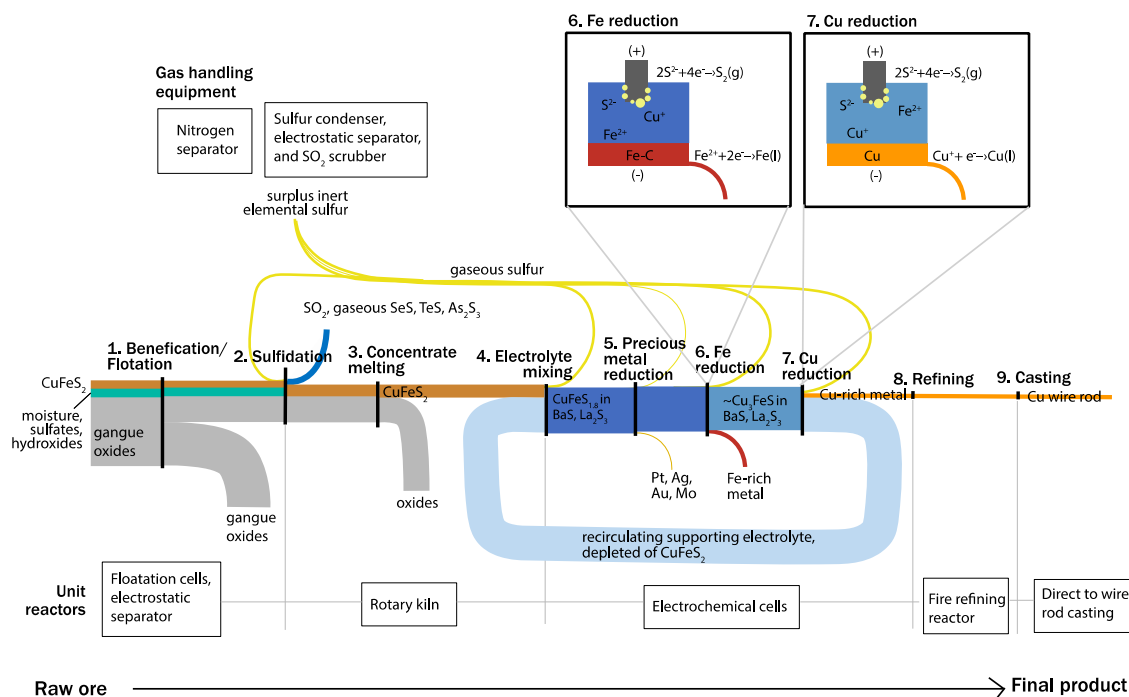 6. Fe reduction
7. Cu reduction
(+)
2S²⁻+4e⁻→S₂(g)
S²⁻
Cu⁺
Fe²⁺
Fe-C
Fe²⁺+2e⁻→Fe(l)
(-)
(+)
2S²⁻+4e⁻→S₂(g)
S²⁻
Fe²⁺
Cu⁺
Cu
Cu⁺+ e⁻→Cu(l)
(-)
Gas handling
equipment
Nitrogen
separator
Sulfur condenser,
electrostatic separator,
and SO₂ scrubber
surplus inert
elemental sulfur
gaseous sulfur
SO₂, gaseous SeS, TeS, As₂S₃
1. Benefication/
Flotation
2. Sulfidation
3. Concentrate
melting
4. Electrolyte
mixing
5. Precious
metal
reduction
6. Fe
reduction
7. Cu
reduction
8. Refining
9. Casting
CuFeS₂
CuFeS₂
CuFeS₁.₈ in
BaS, La₂S₃
~Cu₃FeS in
BaS, La₂S₃
Cu-rich metal
Cu wire rod
moisture,
sulfates,
hydroxides
gangue
oxides
gangue
oxides
oxides
Pt, Ag,
Au, Mo
Fe-rich
metal
recirculating supporting electrolyte,
depleted of CuFeS₂
Unit
reactors
Floatation cells,
electrostatic
separator
Rotary kiln
Electrochemical cells
Fire refining
reactor
Direct to wire
rod casting
Raw ore
Final product